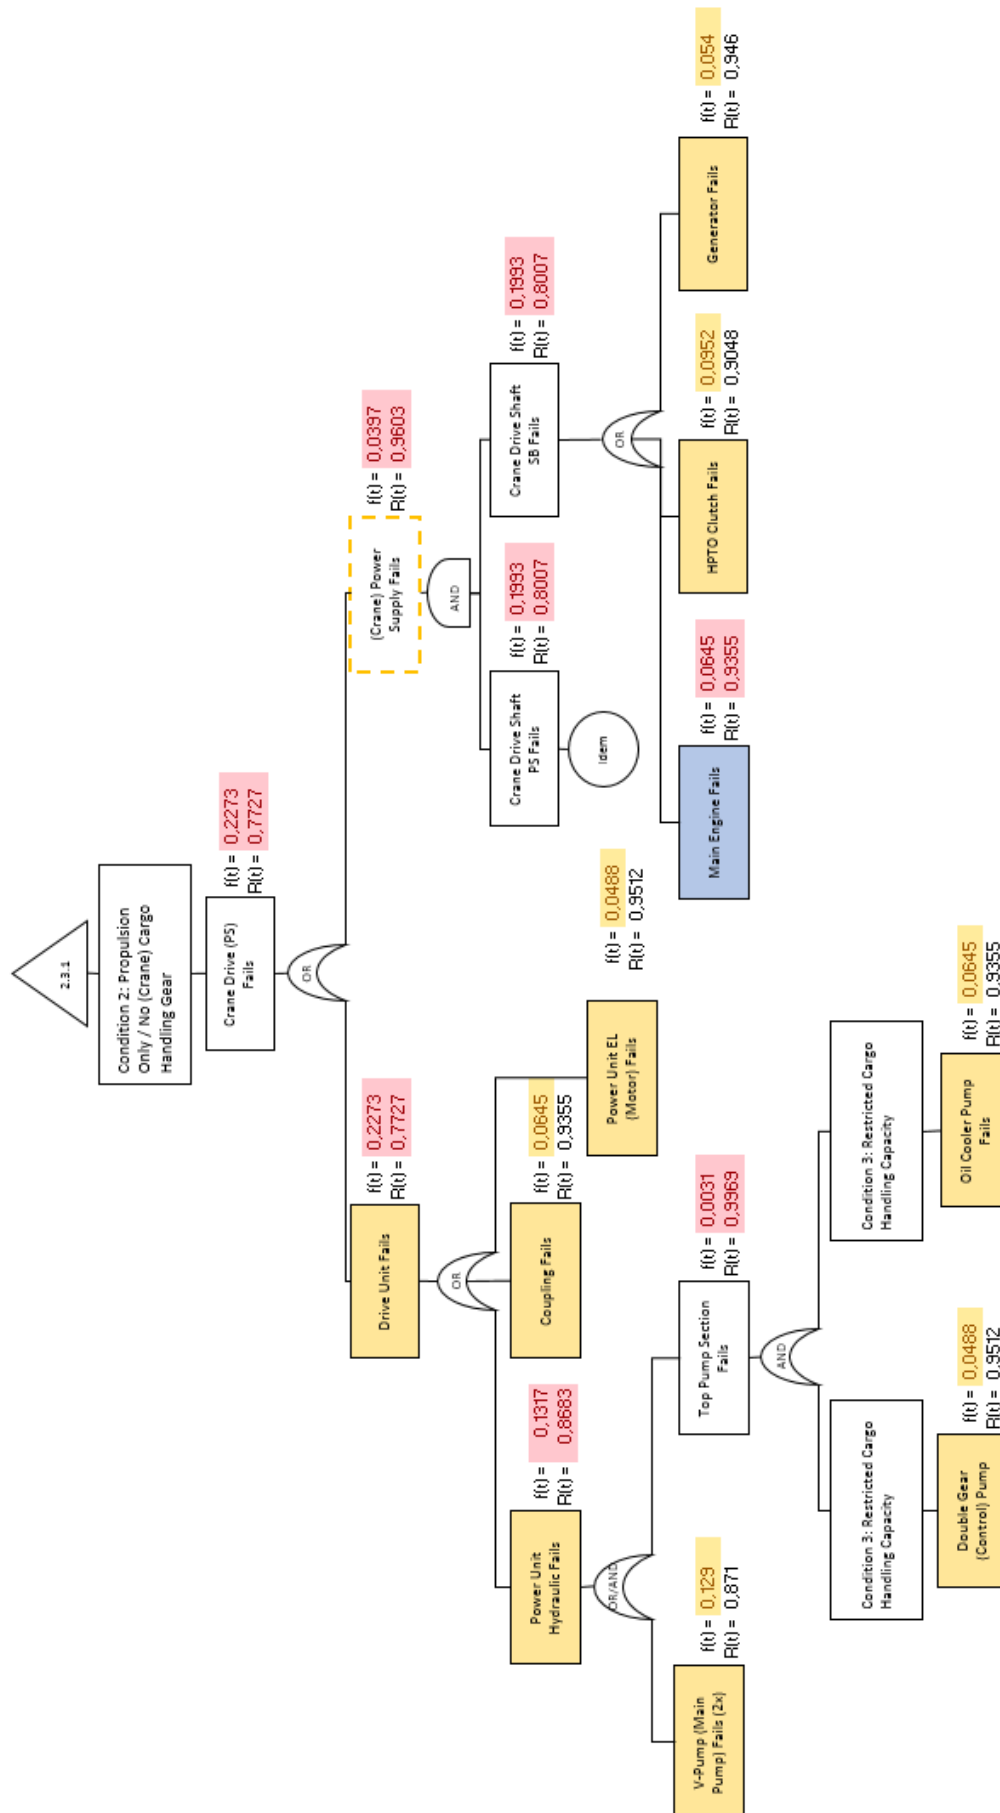 2.3.1
Condition 2: Propulsion
Only / No (Crane) Cargo
Handling Gear
Crane Drive (PS)
Fails
f(t) = 0,2273
R(t) = 0,7727
OR
Drive Unit Fails
f(t) = 0,2273
R(t) = 0,7727
(Crane) Power
Supply Fails
f(t) = 0,0397
R(t) = 0,9603
OR
AND
Power Unit
Hydraulic Fails
f(t) = 0,1317
R(t) = 0,8683
Coupling Fails
f(t) = 0,0645
R(t) = 0,9355
Power Unit EL
(Motor) Fails
f(t) = 0,0488
R(t) = 0,9512
Crane Drive Shaft
PS Fails
f(t) = 0,1993
R(t) = 0,8007
Crane Drive Shaft
SB Fails
f(t) = 0,1993
R(t) = 0,8007
OR/AND
Idem
OR
V-Pump (Main
Pump) Fails (2x)
f(t) = 0,129
R(t) = 0,871
Top Pump Section
Fails
f(t) = 0,0031
R(t) = 0,9969
Main Engine Fails
f(t) = 0,0645
R(t) = 0,9355
HPTO Clutch Fails
f(t) = 0,0952
R(t) = 0,9048
Generator Fails
f(t) = 0,054
R(t) = 0,946
AND
Condition 3: Restricted Cargo
Handling Capacity
Condition 3: Restricted Cargo
Handling Capacity
Double Gear
(Control) Pump
f(t) = 0,0488
R(t) = 0,9512
Oil Cooler Pump
Fails
f(t) = 0,0645
R(t) = 0,9355